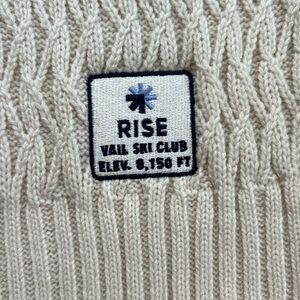 RISE
VAIL SKI CLUB
ELEV. 8,150 FT